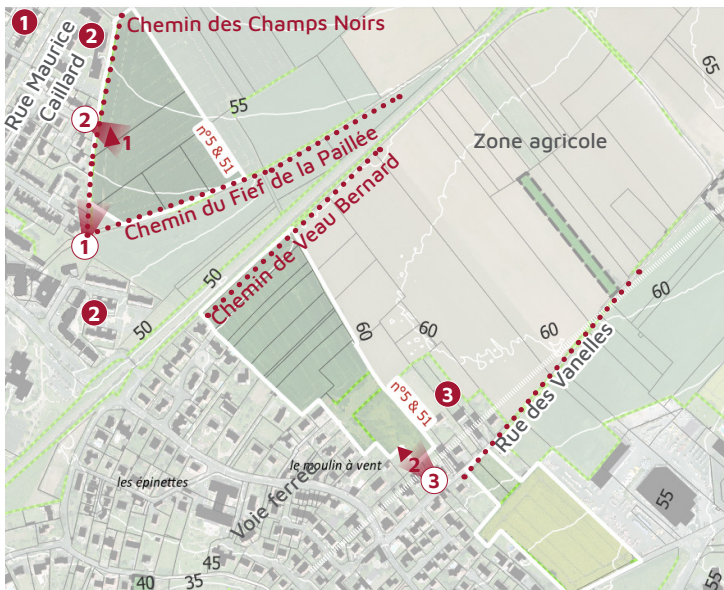 1
2
Chemin des Champs Noirs
65
Rue Maurice
Caillard
55
2
1
n°5 & 51
Zone agricole
Chemin du Fief de la Paillée
1
Chemin de Veau Bernard
50
50
2
60
60
60
60
Rue des Vanelles
n°5 & 51
3
le moulin à vent
2
3
les épinettes
Voie ferrée
55
45
40
35
55